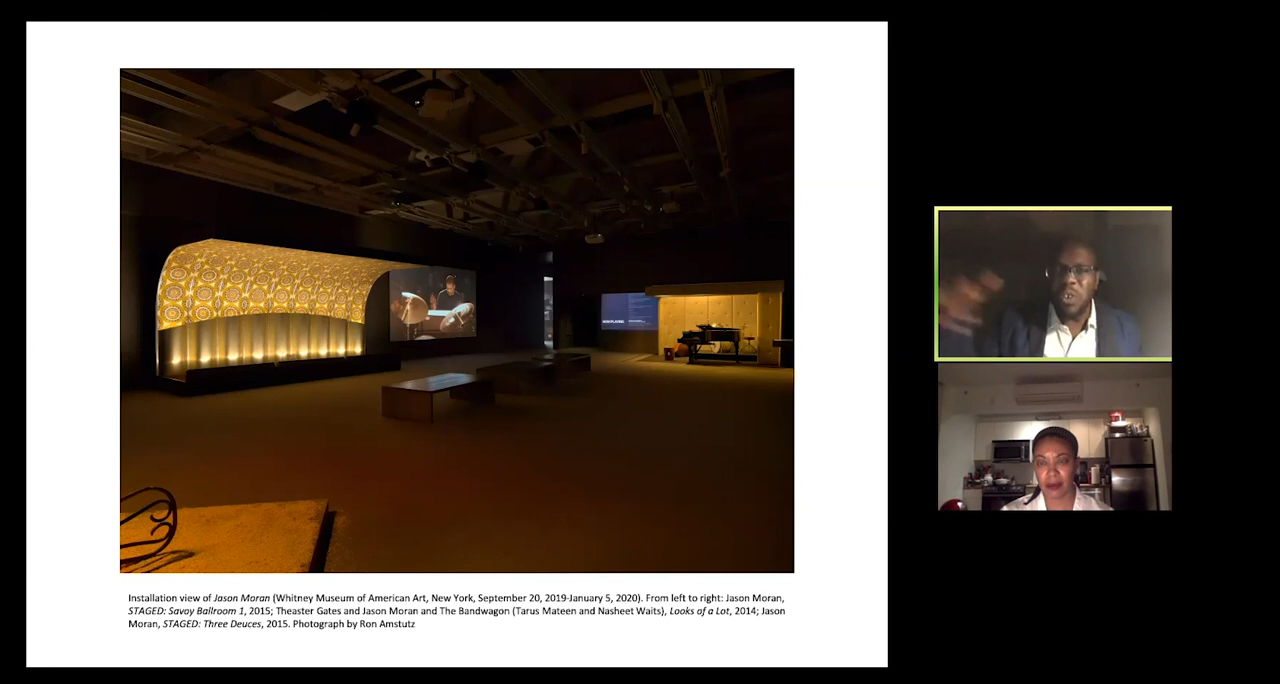 Installation view of Jason Moran (Whitney Museum of American Art, New York, September 20, 2019-January 5, 2020). From left to right: Jason Moran,
STAGED: Savoy Ballroom 1, 2015; Theaster Gates and Jason Moran and The Bandwagon (Tarus Mateen and Nasheet Waits), Looks of a Lot, 2014; Jason
Moran, STAGED: Three Deuces, 2015. Photograph by Ron Amstutz